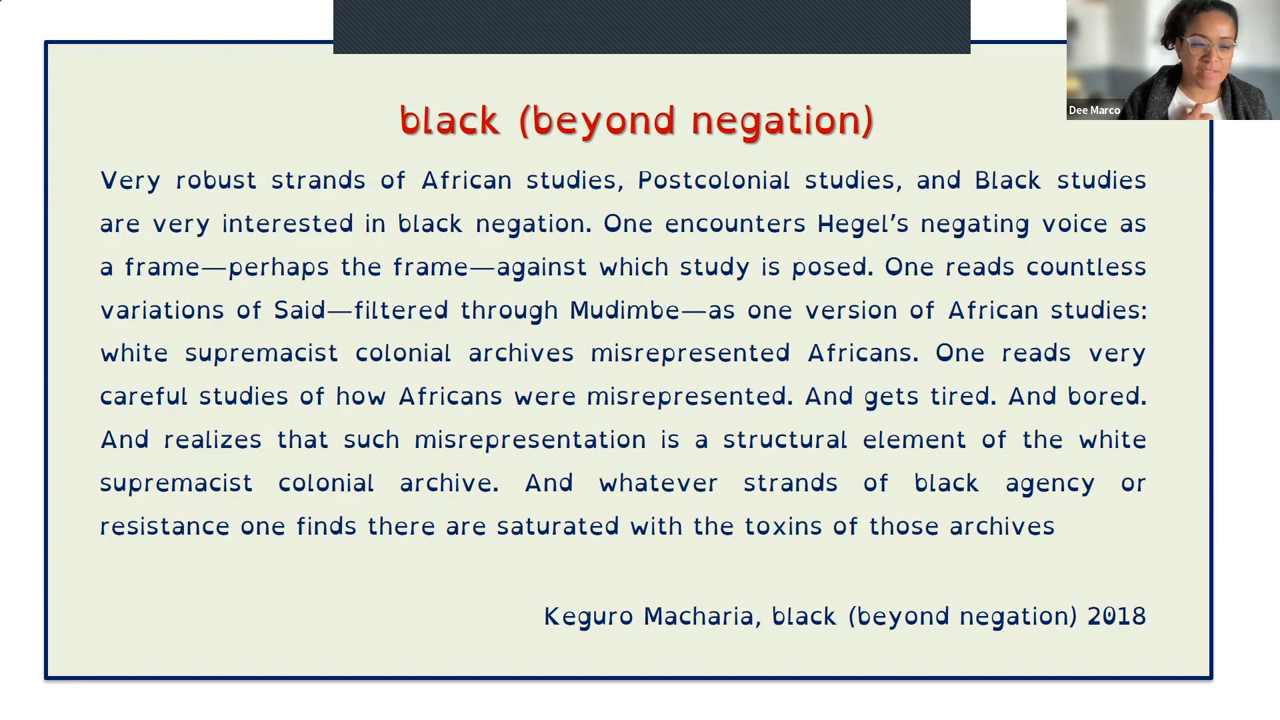 black (beyond negation)
Very robust strands of African studies, Postcolonial studies, and Black studies
are very interested in black negation. One encounters Hegel’s negating voice as
a frame—perhaps the frame—against which study is posed. One reads countless
variations of Said—filtered through Mudimbe—as one version of African studies:
white supremacist colonial archives misrepresented Africans. One reads very
careful studies of how Africans were misrepresented. And gets tired. And bored.
And realizes that such misrepresentation is a structural element of the white
supremacist colonial archive. And whatever strands of black agency or
resistance one finds there are saturated with the toxins of those archives
Keguro Macharia, black (beyond negation) 2018
Dee Marco